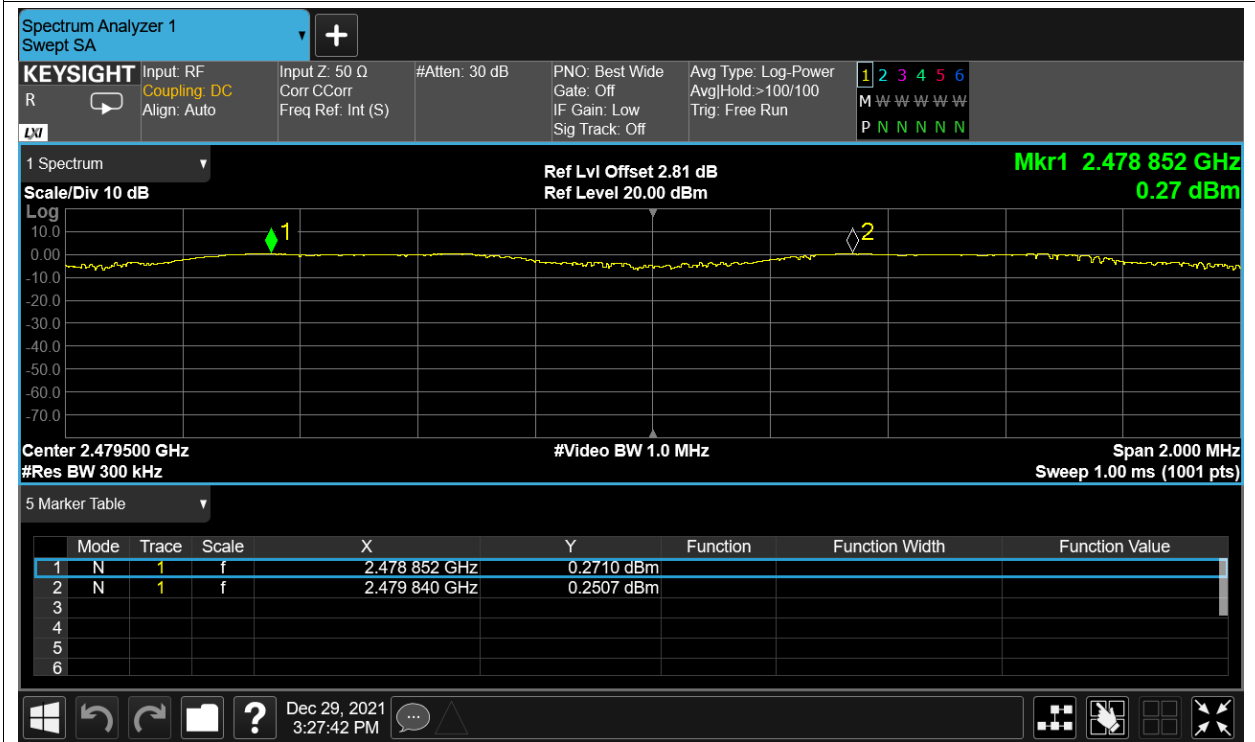 Spectrum Analyzer 1
Swept SA
+
KEYSIGHT
R
LXI
Input: RF
Coupling: DC
Align: Auto
Input Z: 50 Ω
Corr CCorr
Freq Ref: Int (S)
#Atten: 30 dB
PNO: Best Wide
Gate: Off
IF Gain: Low
Sig Track: Off
Avg Type: Log-Power
Avg|Hold:>100/100
Trig: Free Run
1 2 3 4 5 6
M W W W W W
P N N N N N
1 Spectrum
Scale/Div 10 dB
Ref Lvl Offset 2.81 dB
Ref Level 20.00 dBm
Mkr1 2.478 852 GHz
0.27 dBm
Log
10.0
0.00
-10.0
-20.0
-30.0
-40.0
-50.0
-60.0
-70.0
1
2
Center 2.479500 GHz
#Res BW 300 kHz
#Video BW 1.0 MHz
Span 2.000 MHz
Sweep 1.00 ms (1001 pts)
5 Marker Table
Mode Trace Scale X Y Function Function Width Function Value
1 N 1 f 2.478 852 GHz 0.2710 dBm
2 N 1 f 2.479 840 GHz 0.2507 dBm
3
4
5
6
?
Dec 29, 2021
3:27:42 PM